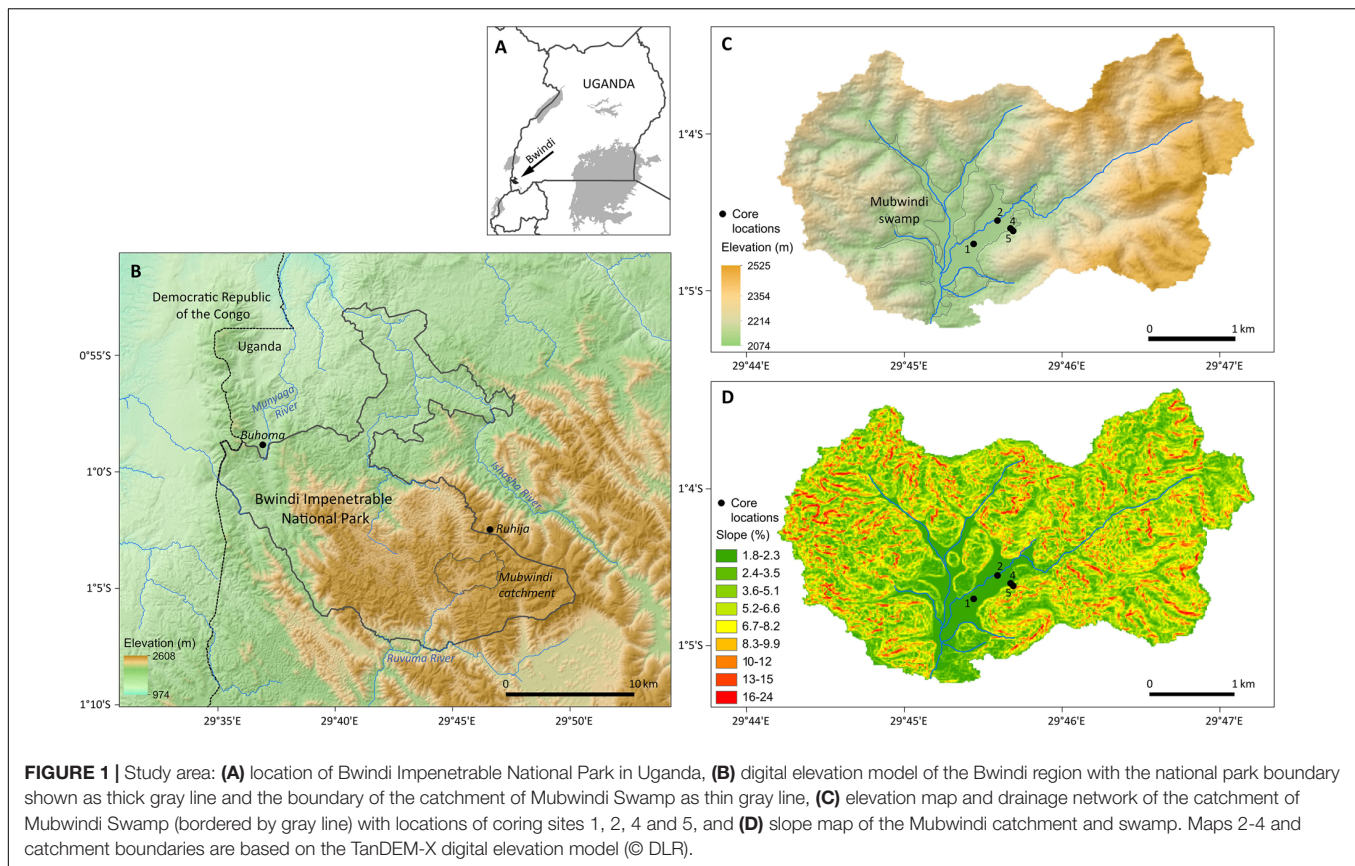 A
UGANDA
Bwindi
B
Democratic Republic
of the Congo
Uganda
Munyaga
River
Buhoma
Bwindi Impenetrable
National Park
Ishasha River
Ruhija
Mubwindi
catchment
Ruvuma River
Elevation (m)
2608
974
0 10 km
0°55'S
1°0'S
1°5'S
1°10'S
29°35'E 29°40'E 29°45'E 29°50'E
C
1°4'S
1°5'S
Mubwindi
swamp
2
4
5
1
Core
locations
Elevation (m)
2525
2354
2214
2074
0 1 km
29°44'E 29°45'E 29°46'E 29°47'E
D
1°4'S
1°5'S
2
4
5
1
Core
locations
Slope (%)
1.8-2.3
2.4-3.5
3.6-5.1
5.2-6.6
6.7-8.2
8.3-9.9
10-12
13-15
16-24
0 1 km
29°44'E 29°45'E 29°46'E 29°47'E
FIGURE 1 | Study area: (A) location of Bwindi Impenetrable National Park in Uganda, (B) digital elevation model of the Bwindi region with the national park boundary
shown as thick gray line and the boundary of the catchment of Mubwindi Swamp as thin gray line, (C) elevation map and drainage network of the catchment of
Mubwindi Swamp (bordered by gray line) with locations of coring sites 1, 2, 4 and 5, and (D) slope map of the Mubwindi catchment and swamp. Maps 2-4 and
catchment boundaries are based on the TanDEM-X digital elevation model (© DLR).